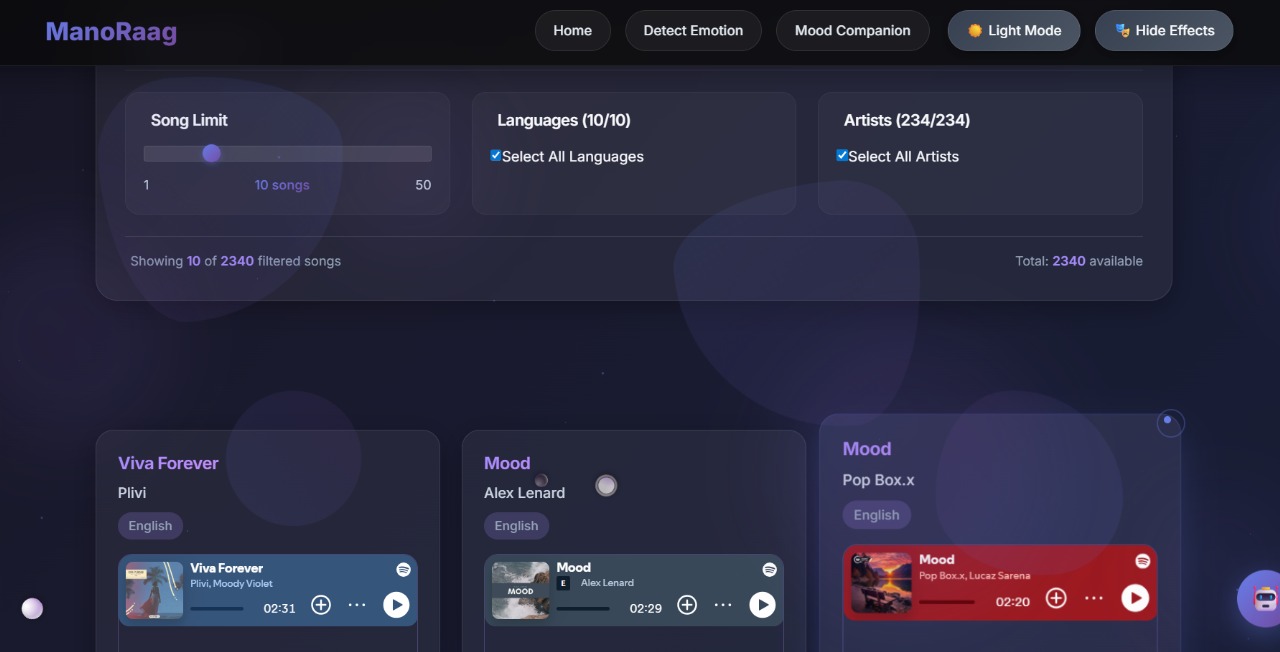 ManoRaag
Home
Detect Emotion
Mood Companion
Light Mode
Hide Effects
Song Limit
1
10 songs
50
Languages (10/10)
Select All Languages
Artists (234/234)
Select All Artists
Showing 10 of 2340 filtered songs
Total: 2340 available
Viva Forever
Plivi
English
Viva Forever
Plivi, Moody Violet
02:31
Mood
Alex Lenard
English
MOOD
Mood
E Alex Lenard
02:29
Mood
Pop Box.x
English
Mood
Pop Box.x, Lucaz Sarena
02:20